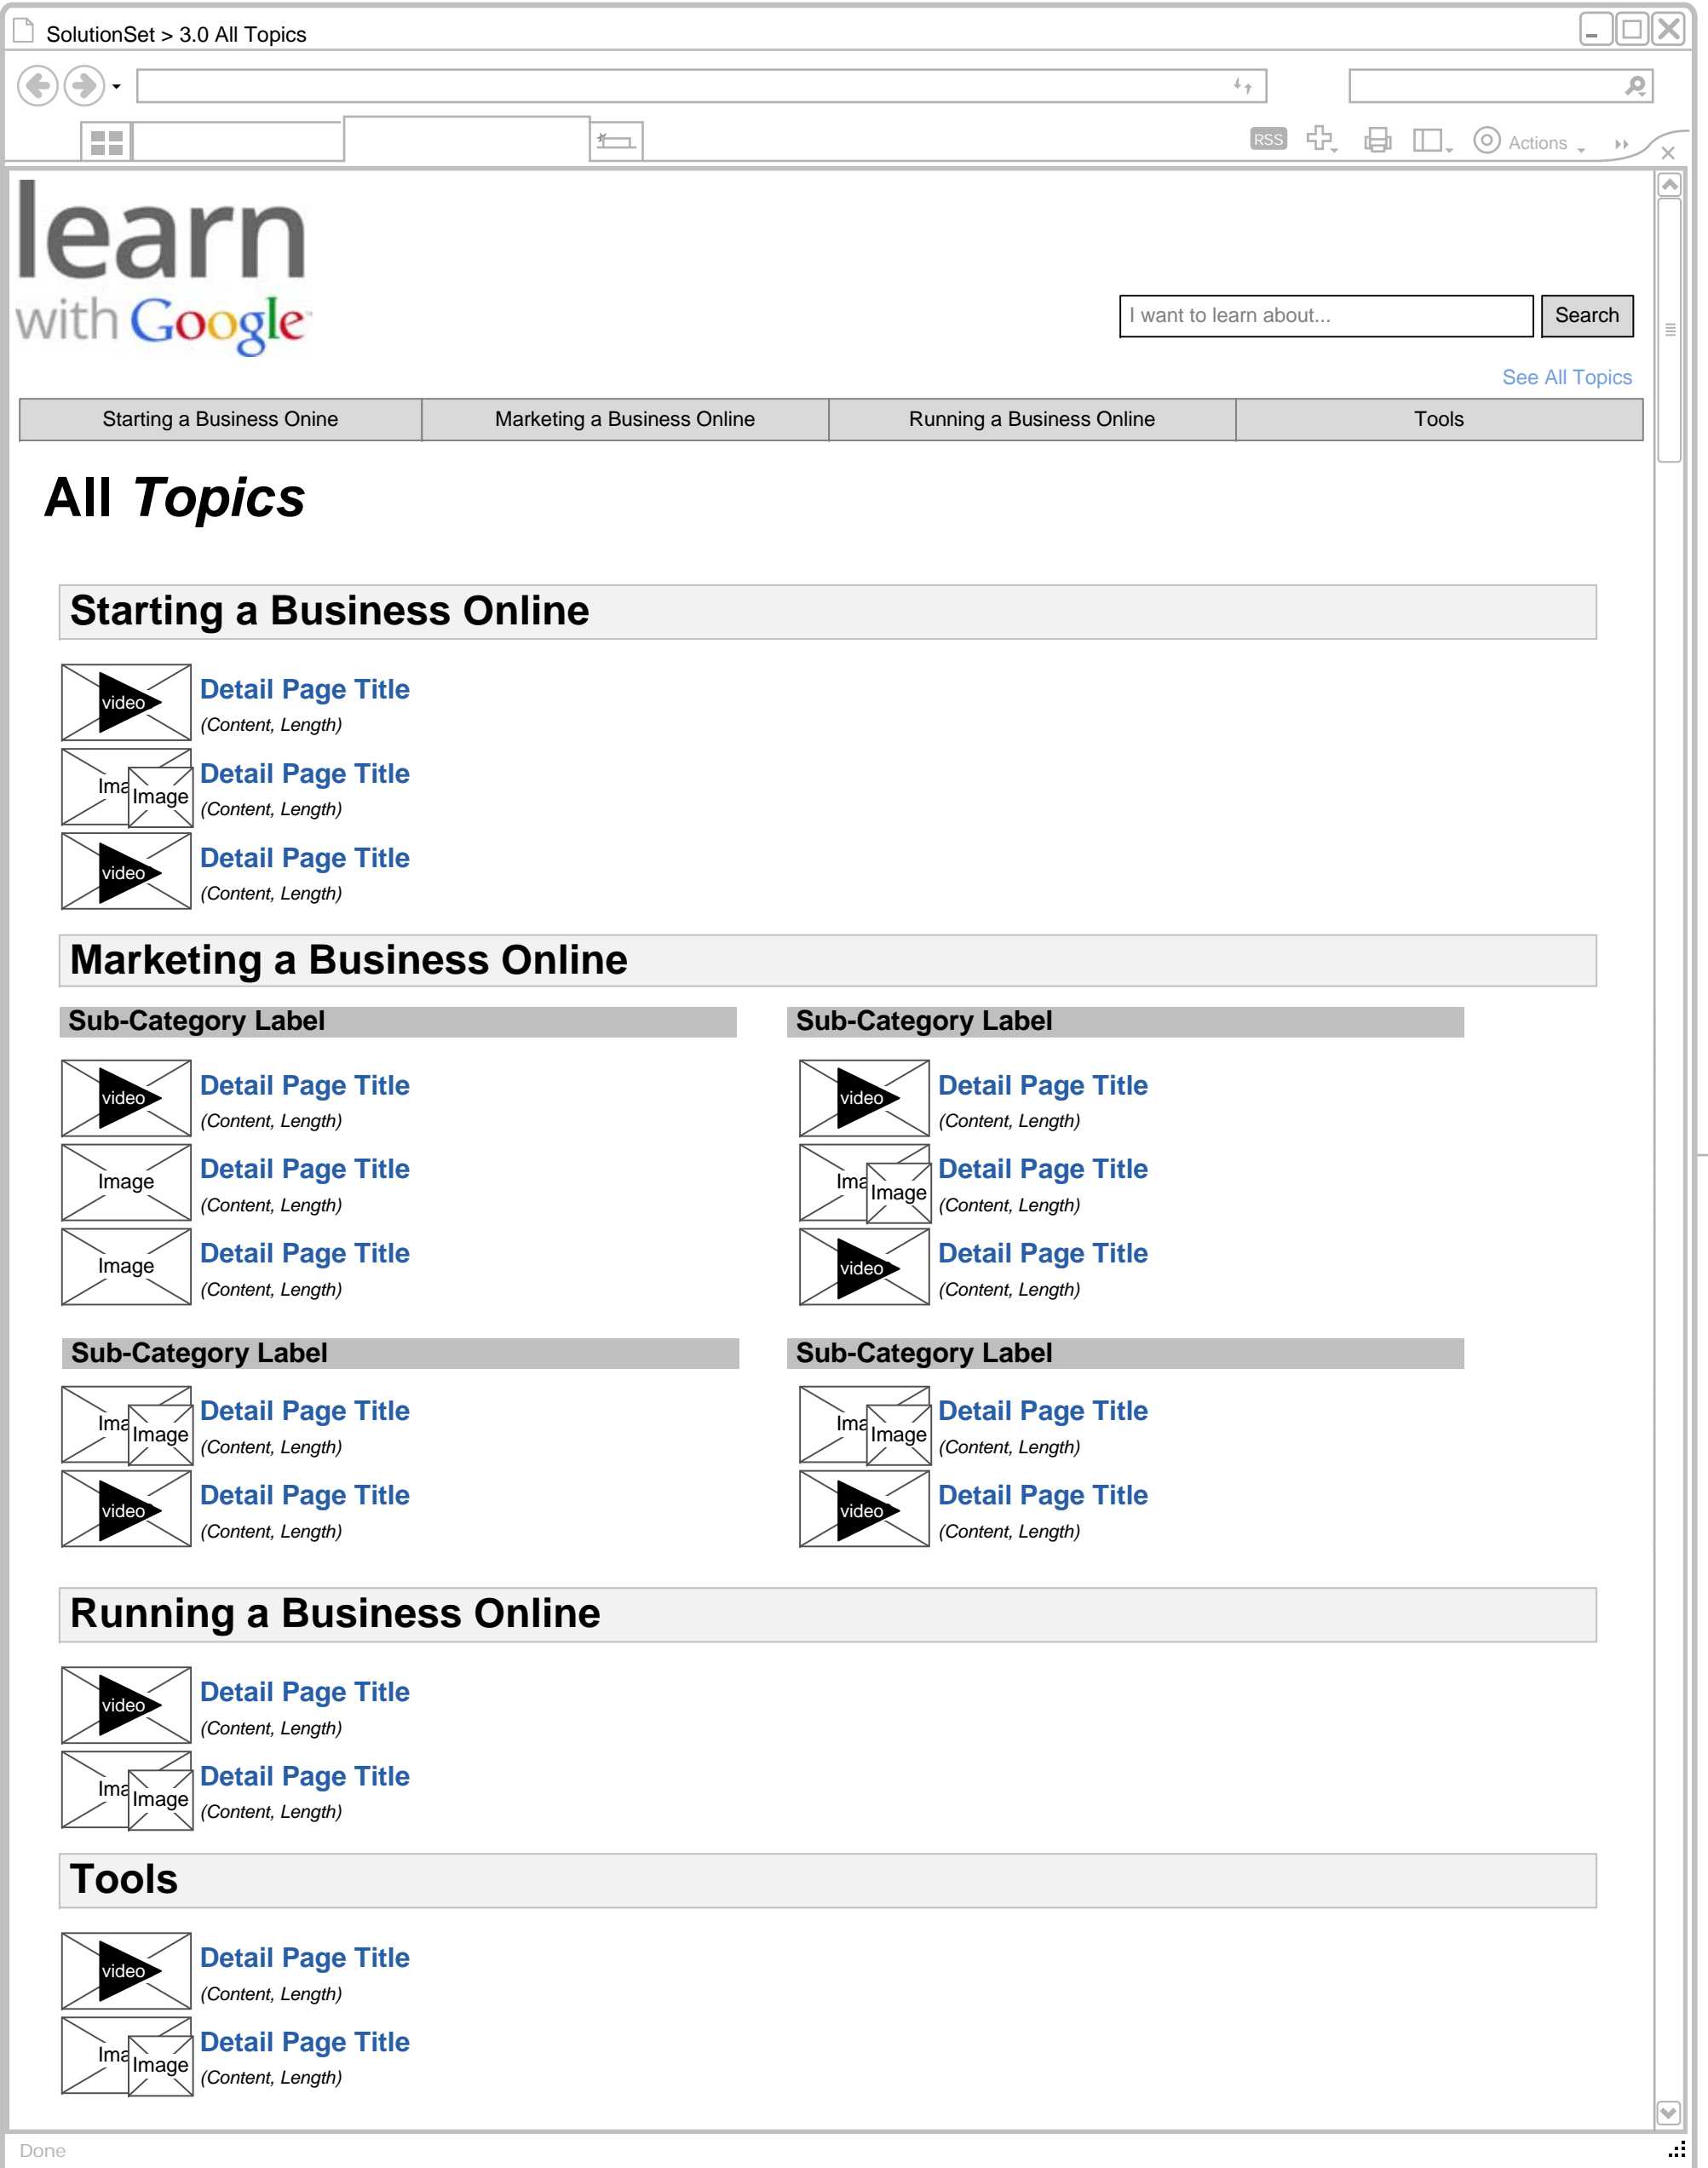 SolutionSet > 3.0 All Topics
RSS
Actions
learn
with Google
I want to learn about...
Search
See All Topics
Starting a Business Onine
Marketing a Business Online
Running a Business Online
Tools
All Topics
Starting a Business Online
video
Detail Page Title
(Content, Length)
Ima
Image
Detail Page Title
(Content, Length)
video
Detail Page Title
(Content, Length)
Marketing a Business Online
Sub-Category Label
video
Detail Page Title
(Content, Length)
Image
Detail Page Title
(Content, Length)
Image
Detail Page Title
(Content, Length)
Sub-Category Label
video
Detail Page Title
(Content, Length)
Ima
Image
Detail Page Title
(Content, Length)
video
Detail Page Title
(Content, Length)
Sub-Category Label
Ima
Image
Detail Page Title
(Content, Length)
video
Detail Page Title
(Content, Length)
Sub-Category Label
Ima
Image
Detail Page Title
(Content, Length)
video
Detail Page Title
(Content, Length)
Running a Business Online
video
Detail Page Title
(Content, Length)
Ima
Image
Detail Page Title
(Content, Length)
Tools
video
Detail Page Title
(Content, Length)
Ima
Image
Detail Page Title
(Content, Length)
Done